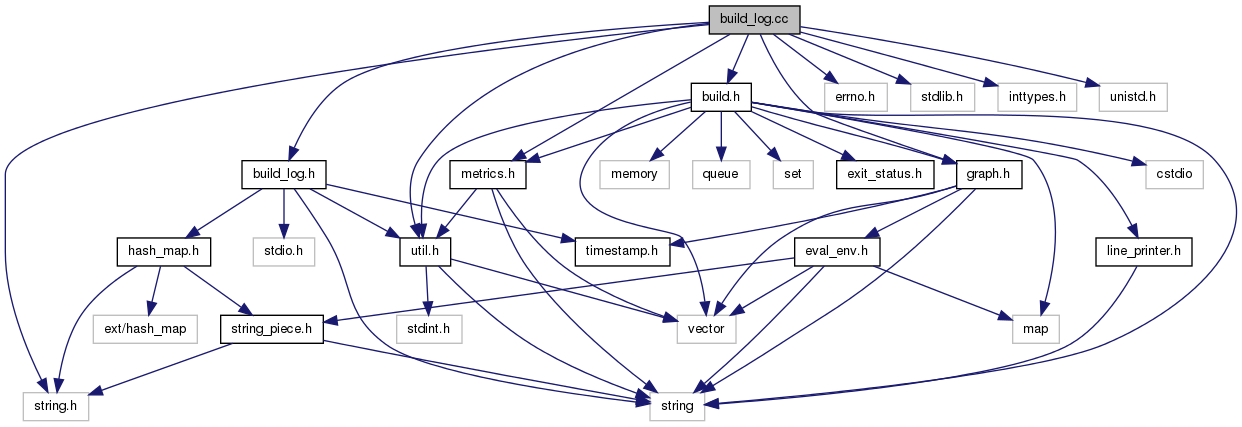 build_log.cc
build.h
errno.h
stdlib.h
inttypes.h
unistd.h
build_log.h
metrics.h
memory
queue
set
exit_status.h
graph.h
cstdio
hash_map.h
stdio.h
util.h
timestamp.h
eval_env.h
line_printer.h
ext/hash_map
string_piece.h
stdint.h
vector
map
string.h
string